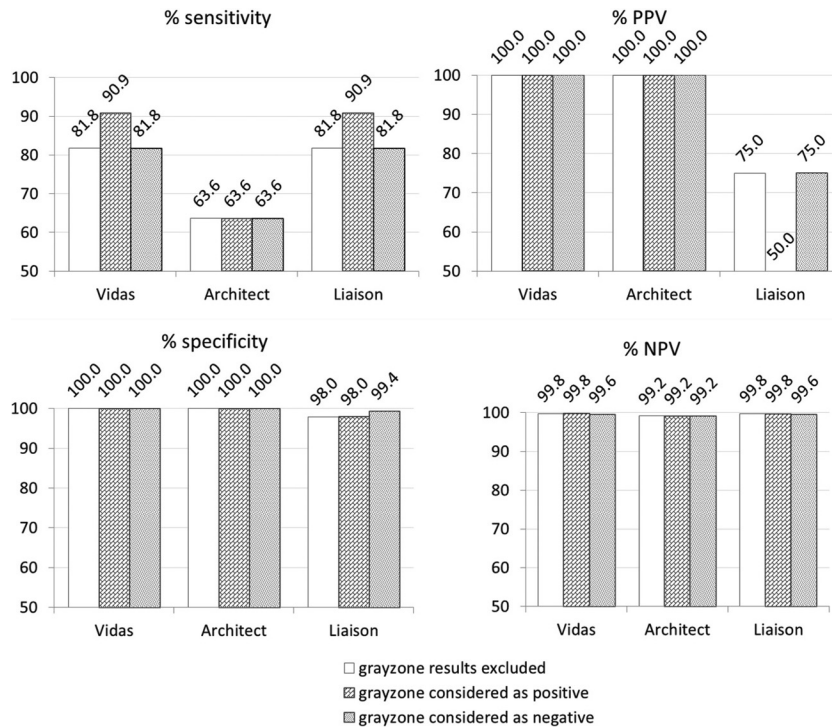 % sensitivity
81.8 90.9 81.8 63.6 63.6 63.6 81.8 90.9 81.8
100
90
80
70
60
50
Vidas Architect Liaison
% PPV
100.0 100.0 100.0 100.0 100.0 100.0 75.0 50.0 75.0
100
90
80
70
60
50
Vidas Architect Liaison
% specificity
100.0 100.0 100.0 100.0 100.0 100.0 98.0 98.0 99.4
100
90
80
70
60
50
Vidas Architect Liaison
% NPV
99.8 99.8 99.6 99.2 99.2 99.2 99.8 99.8 99.6
100
90
80
70
60
50
Vidas Architect Liaison
grayzone results excluded
grayzone considered as positive
grayzone considered as negative